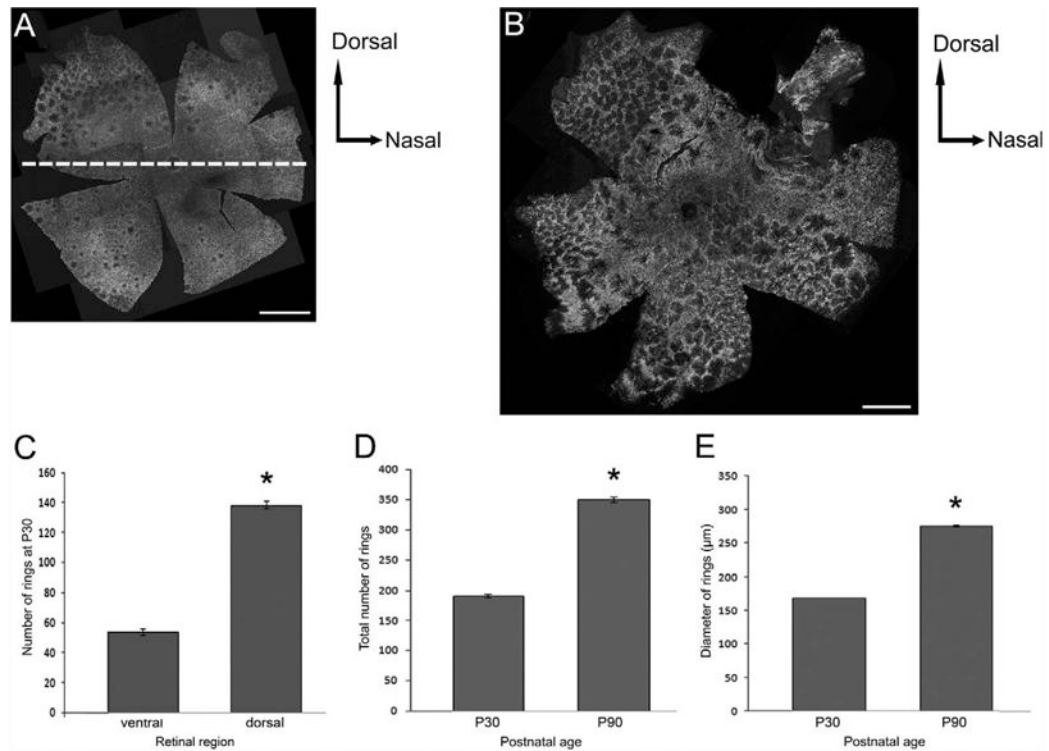 A
Dorsal
Nasal
B
Dorsal
Nasal
C
Number of rings at P30
160
140
120
100
80
60
40
20
0
*
ventral
dorsal
Retinal region
D
Total number of rings
400
350
300
250
200
150
100
50
0
*
P30
P90
Postnatal age
E
Diameter of rings (μm)
350
300
250
200
150
100
50
0
*
P30
P90
Postnatal age